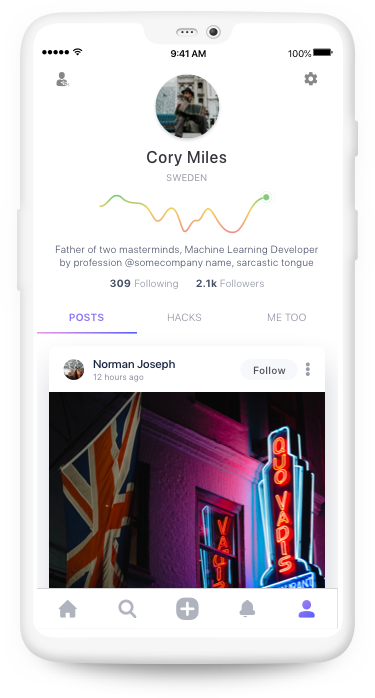 9:41 AM
100%
Cory Miles
SWEDEN
Father of two masterminds, Machine Learning Developer
by profession @somecompany name, sarcastic tongue
309 Following 2.1k Followers
POSTS HACKS ME TOO
Norman Joseph
12 hours ago
Follow
QUO VADIS
VADIS
RESTAURANT